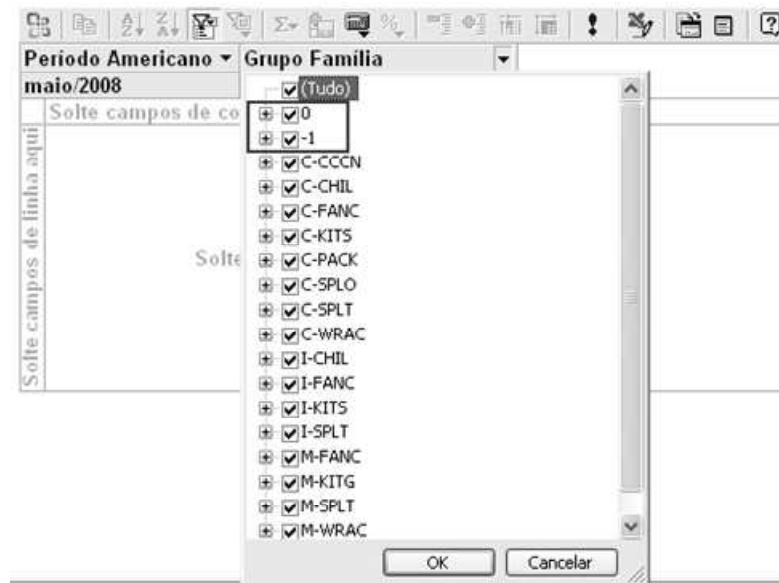 Período Americano Grupo Família
maio/2008
(Tudo)
Solte campos de co
0
-1
C-CCCN
C-CHIL
C-FANC
C-KITS
C-PACK
Solte
C-SPLO
C-SPLT
C-WRAC
I-CHIL
I-FANC
I-KITS
I-SPLT
M-FANC
M-KITG
M-SPLT
M-WRAC
Solte campos de linha aqui
OK Cancelar